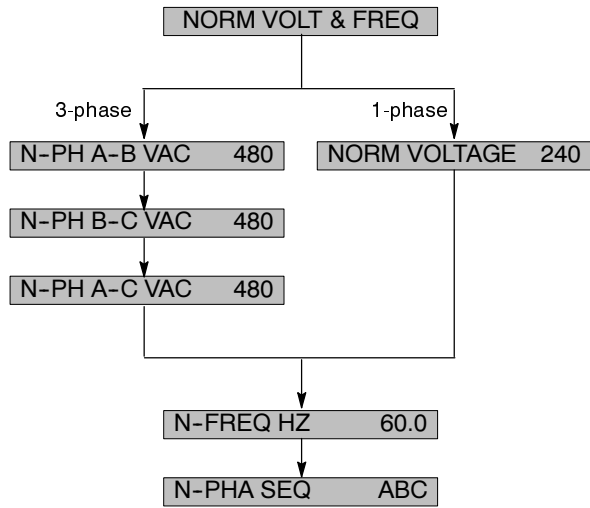 NORM VOLT & FREQ
3-phase
1-phase
N-PH A-B VAC 480
NORM VOLTAGE 240
N-PH B-C VAC 480
N-PH A-C VAC 480
N-FREQ HZ 60.0
N-PHA SEQ ABC